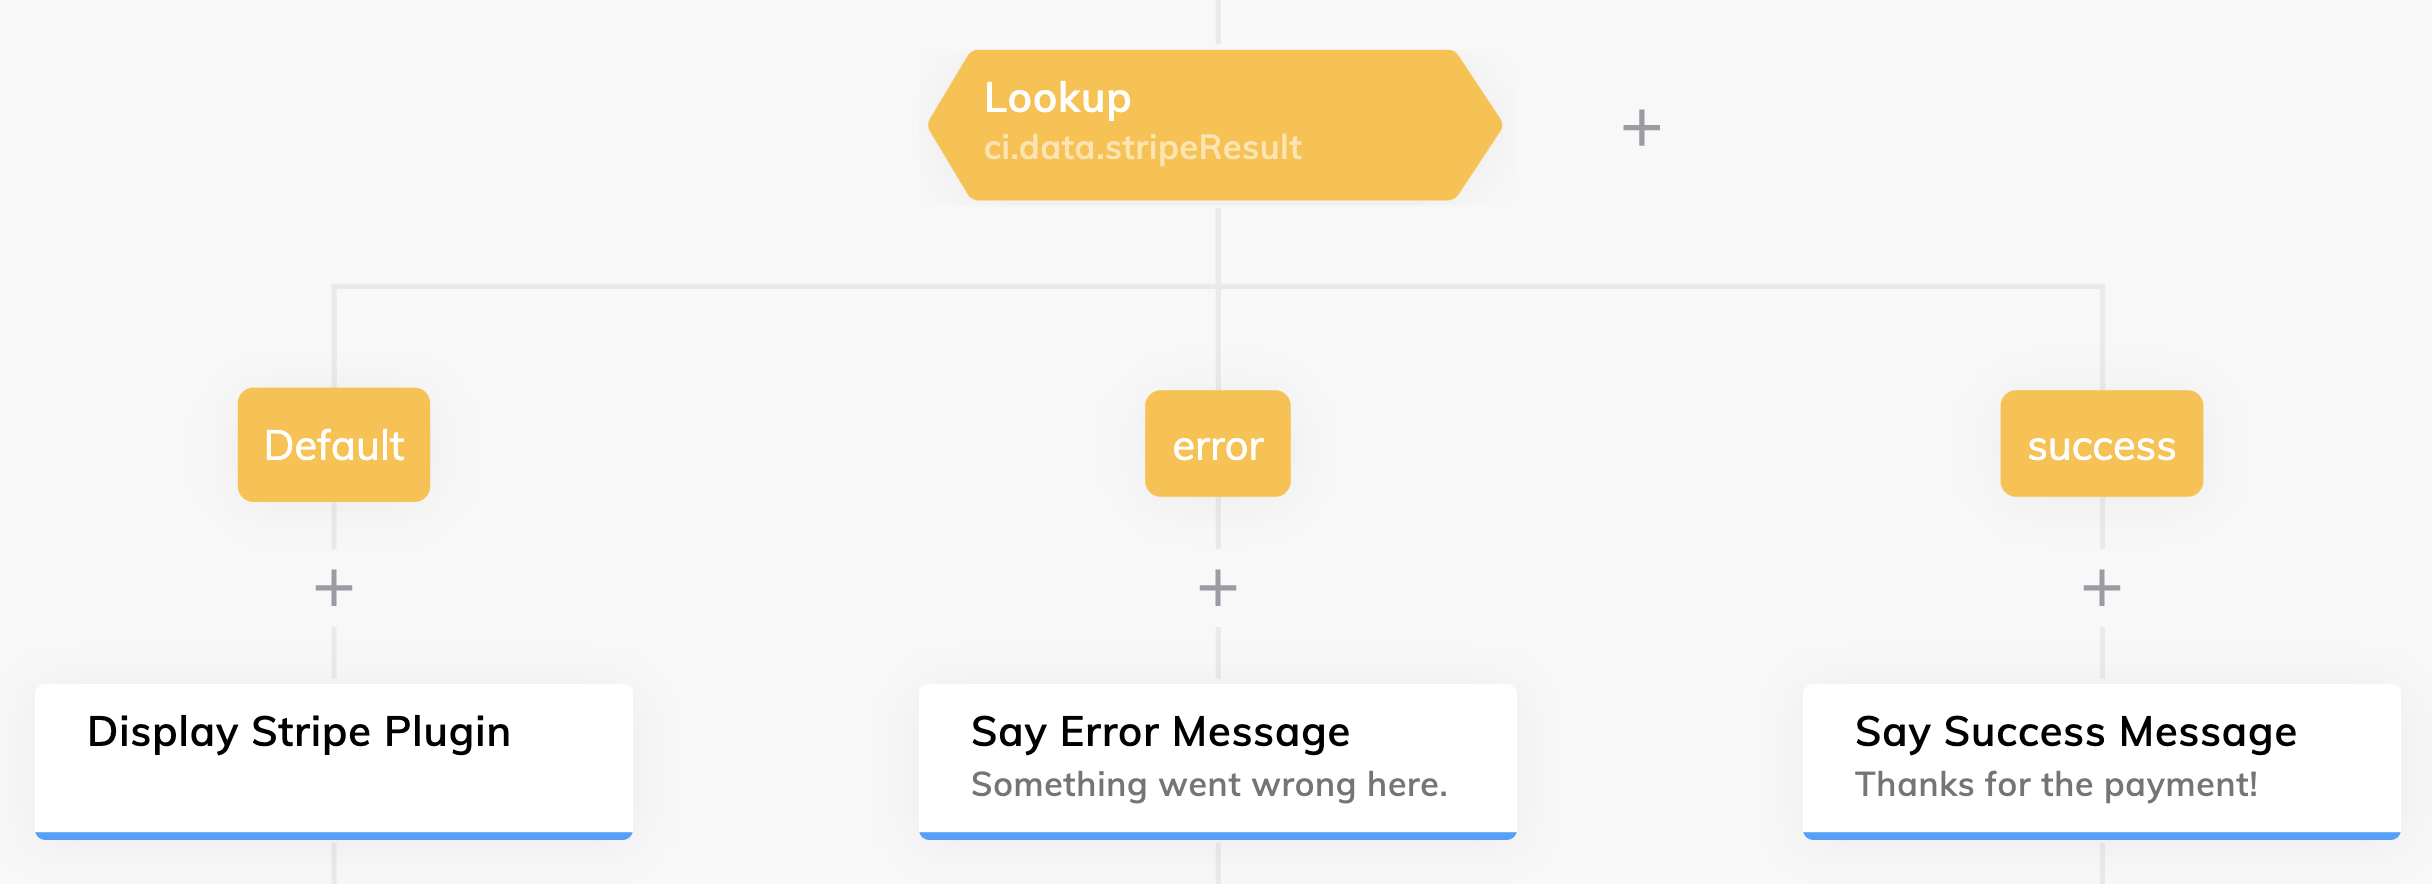 Lookup
ci.data.stripeResult
Default
error
success
Display Stripe Plugin
Say Error Message
Something went wrong here.
Say Success Message
Thanks for the payment!